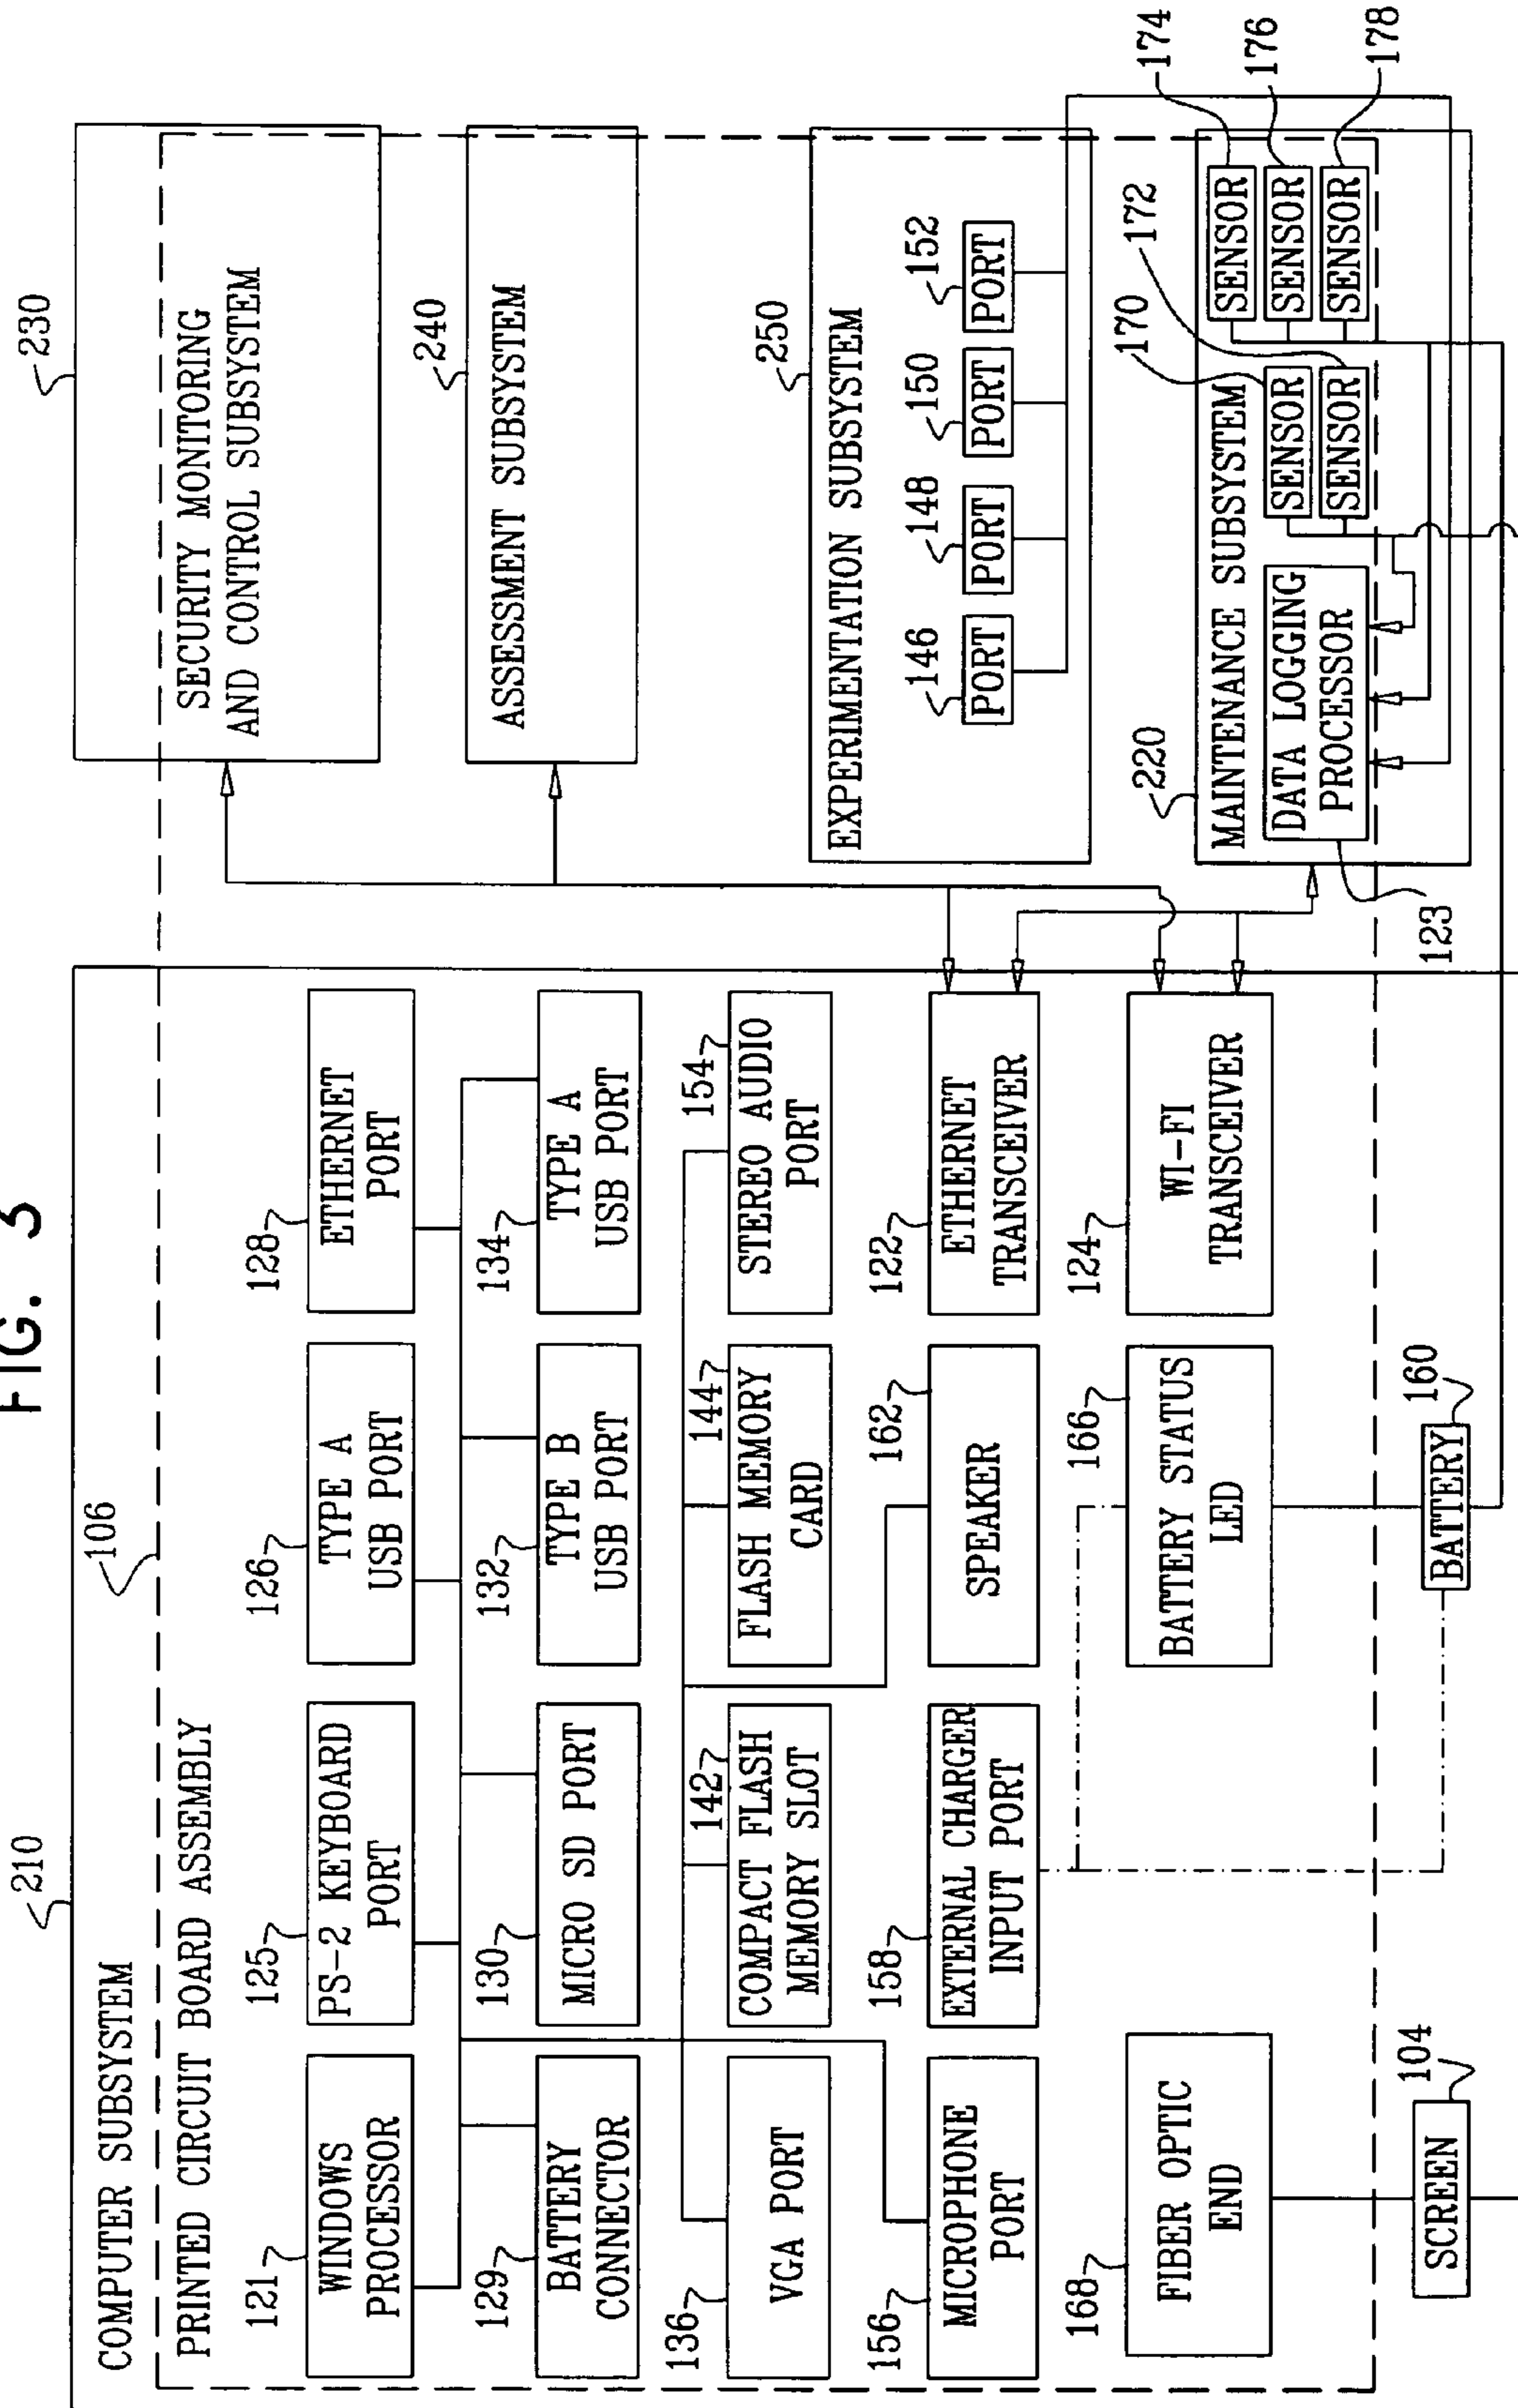 FIG. 3
210
COMPUTER SUBSYSTEM
106
PRINTED CIRCUIT BOARD ASSEMBLY
121
WINDOWS
PROCESSOR
125
PS-2 KEYBOARD
PORT
126
TYPE A
USB PORT
128
ETHERNET
PORT
129
BATTERY
CONNECTOR
130
MICRO SD PORT
132
TYPE B
USB PORT
134
TYPE A
USB PORT
136
VGA PORT
142
COMPACT FLASH
MEMORY SLOT
144
FLASH MEMORY
CARD
154
STEREO AUDIO
PORT
156
MICROPHONE
PORT
158
EXTERNAL CHARGER
INPUT PORT
162
SPEAKER
122
ETHERNET
TRANSCEIVER
168
FIBER OPTIC
END
166
BATTERY STATUS
LED
124
WI-FI
TRANSCEIVER
104
SCREEN
160
BATTERY
230
SECURITY MONITORING
AND CONTROL SUBSYSTEM
240
ASSESSMENT SUBSYSTEM
250
EXPERIMENTATION SUBSYSTEM
146
PORT
148
PORT
150
PORT
152
PORT
220
MAINTENANCE SUBSYSTEM
DATA LOGGING
PROCESSOR
123
170
SENSOR
172
SENSOR
174
SENSOR
176
SENSOR
178
SENSOR